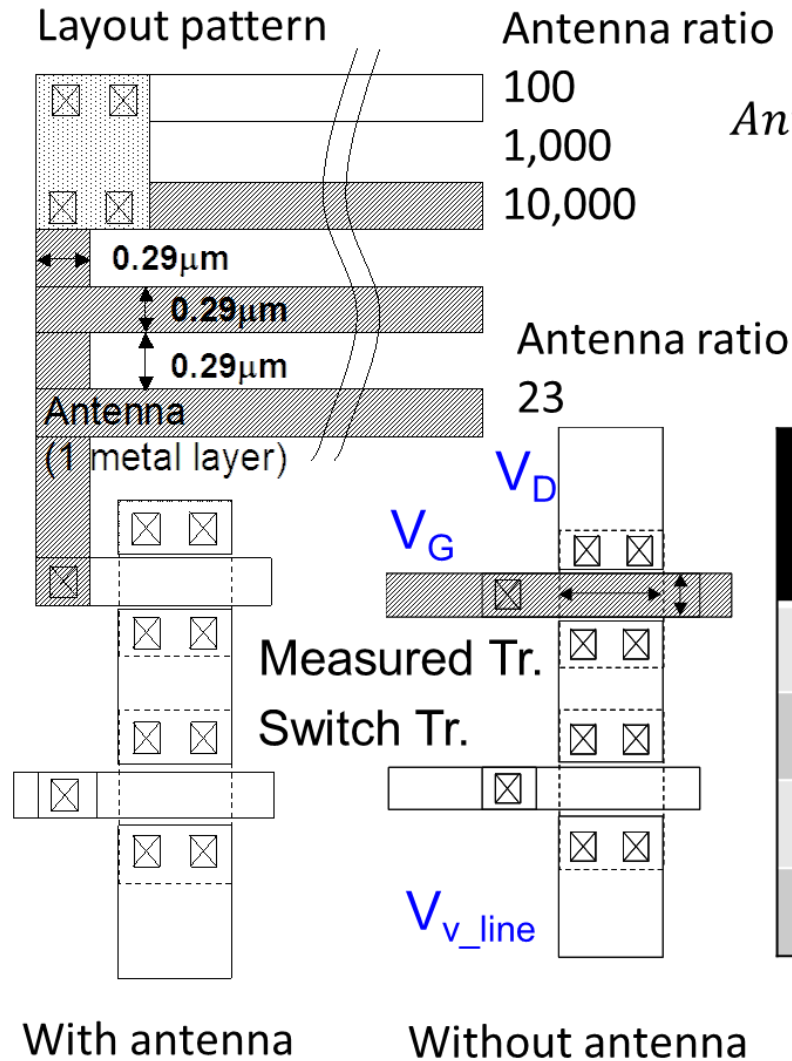 Layout pattern
Antenna ratio
100
1,000
10,000
An
0.29μm
0.29μm
0.29μm
Antenna
(1 metal layer)
Antenna ratio
23
V_D
V_G
Measured Tr.
Switch Tr.
V_v_line
With antenna
Without antenna